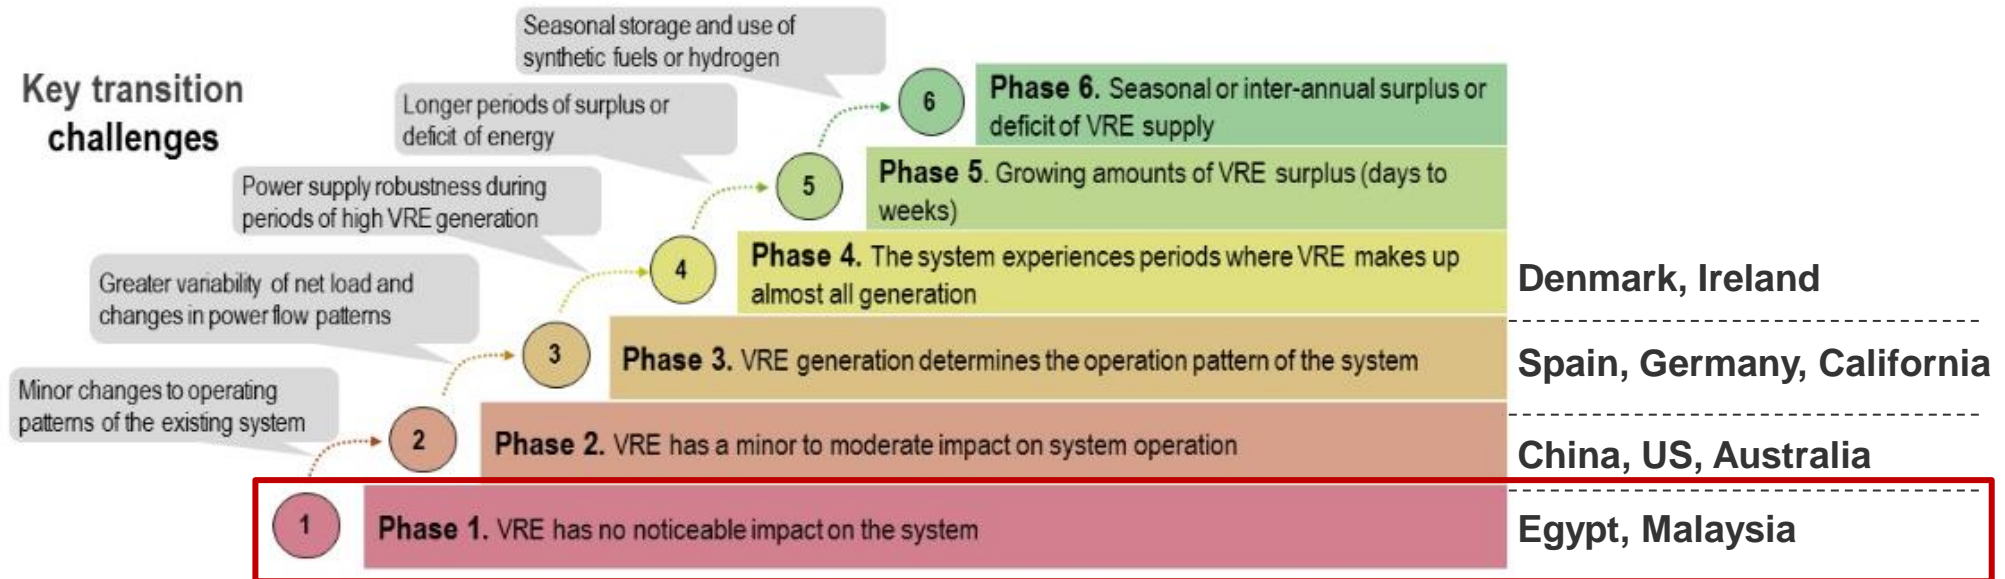 Key transition
challenges
Seasonal storage and use of
synthetic fuels or hydrogen
6
Phase 6. Seasonal or inter-annual surplus or
deficit of VRE supply
Longer periods of surplus or
deficit of energy
5
Phase 5. Growing amounts of VRE surplus (days to
weeks)
Power supply robustness during
periods of high VRE generation
4
Phase 4. The system experiences periods where VRE makes up
almost all generation
Denmark, Ireland
Greater variability of net load and
changes in power flow patterns
3
Phase 3. VRE generation determines the operation pattern of the system
Spain, Germany, California
Minor changes to operating
patterns of the existing system
2
Phase 2. VRE has a minor to moderate impact on system operation
China, US, Australia
1
Phase 1. VRE has no noticeable impact on the system
Egypt, Malaysia